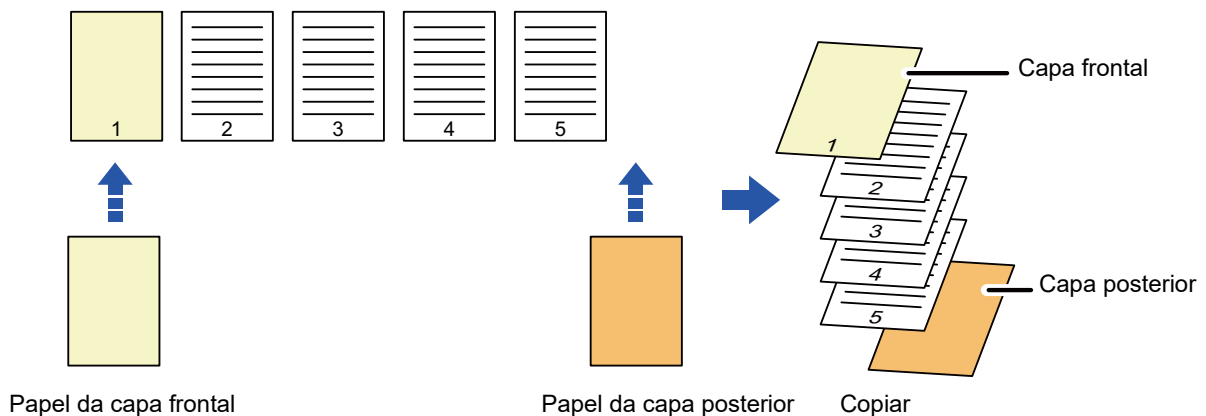 1 2 3 4 5
Papel da capa frontal
Papel da capa posterior
Capa frontal
1
2
3
4
5
Capa posterior
Copiar